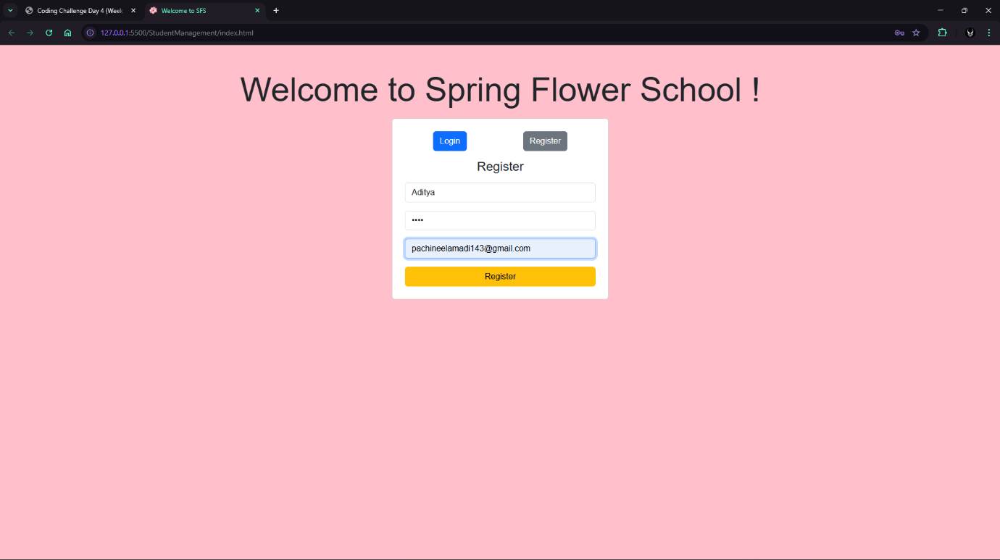 Coding Challenge Day 4 (Week
Welcome to SFS
127.0.0.1:5500/StudentManagement/index.html
Welcome to Spring Flower School !
Login
Register
Register
Aditya
••••
pachineelamadi143@gmail.com
Register